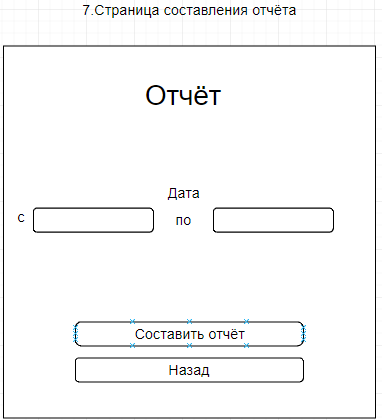 7.Страница составления отчёта
Отчёт
Дата
с по
Составить отчёт
Назад